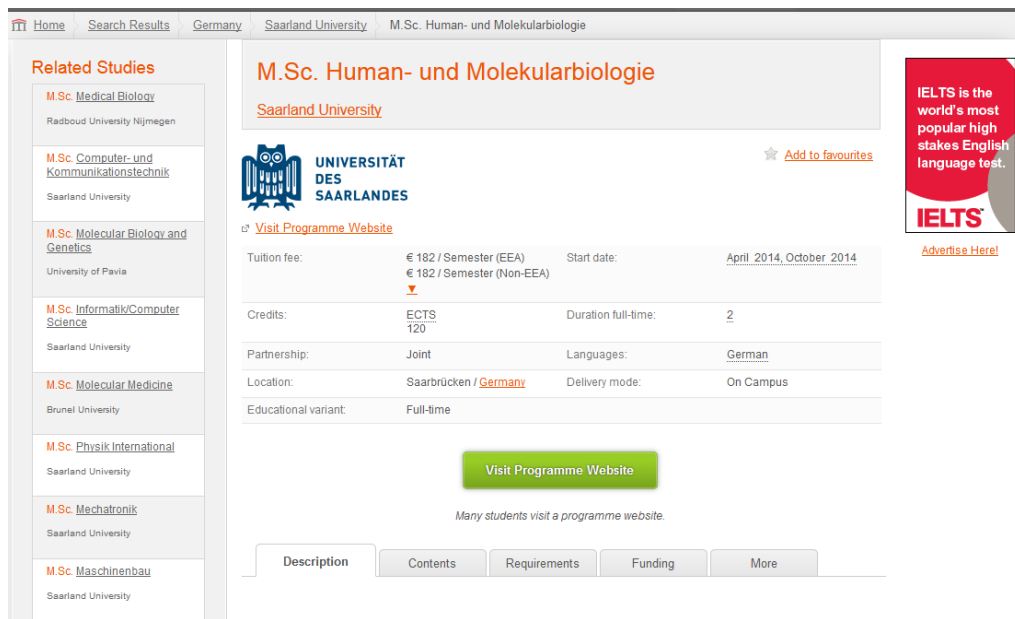 Home Search Results Germany Saarland University M.Sc. Human- und Molekularbiologie
Related Studies
M.Sc. Medical Biology
Radboud University Nijmegen
M.Sc. Computer- und
Kommunikationstechnik
Saarland University
M.Sc. Molecular Biology and
Genetics
University of Pavia
M.Sc. Informatik/Computer
Science
Saarland University
M.Sc. Molecular Medicine
Brunel University
M.Sc. Physik International
Saarland University
M.Sc. Mechatronik
Saarland University
M.Sc. Maschinenbau
Saarland University
M.Sc. Human- und Molekularbiologie
Saarland University
UNIVERSITÄT
DES
SAARLANDES
Add to favourites
Visit Programme Website
Tuition fee: € 182 / Semester (EEA) Start date: April 2014, October 2014
€ 182 / Semester (Non-EEA)
Credits: ECTS Duration full-time: 2
120
Partnership: Joint Languages: German
Location: Saarbrücken / Germany Delivery mode: On Campus
Educational variant: Full-time
Visit Programme Website
Many students visit a programme website.
Description Contents Requirements Funding More
IELTS is the
world's most
popular high
stakes English
language test.
IELTS™
Advertise Here!